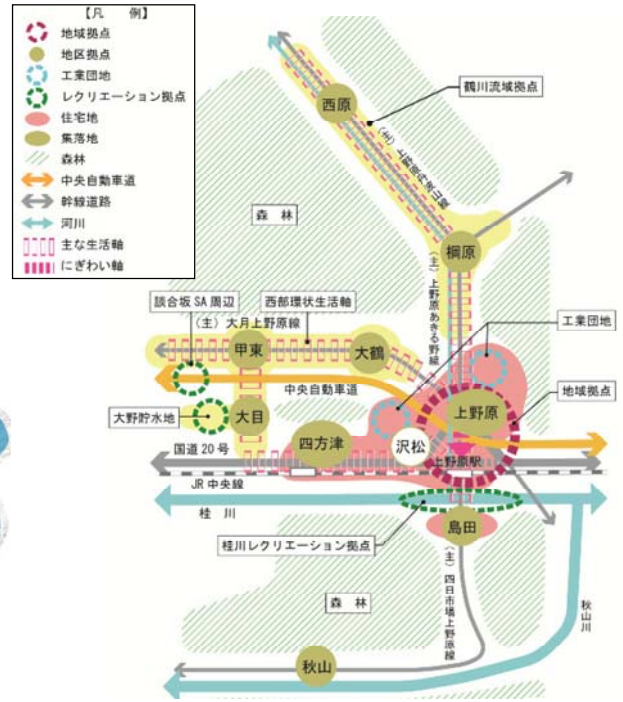 【凡　例】
地域拠点
地区拠点
工業団地
レクリエーション拠点
住宅地
集落地
森林
中央自動車道
幹線道路
河川
主な生活軸
にぎわい軸
西原
鶴川流域拠点
(主)上野原丹波山線
森 林
棡原
(主)上野原あきる野線
談合坂SA周辺
西部環状生活軸
(主)大月上野原線
工業団地
甲東
大鶴
中央自動車道
上野原
地域拠点
大野貯水地
大目
四方津
沢松
国道20号
上野原駅
JR中央線
桂 川
島田
桂川レクリエーション拠点
(主)四日市場上野原線
森 林
秋山川
秋山